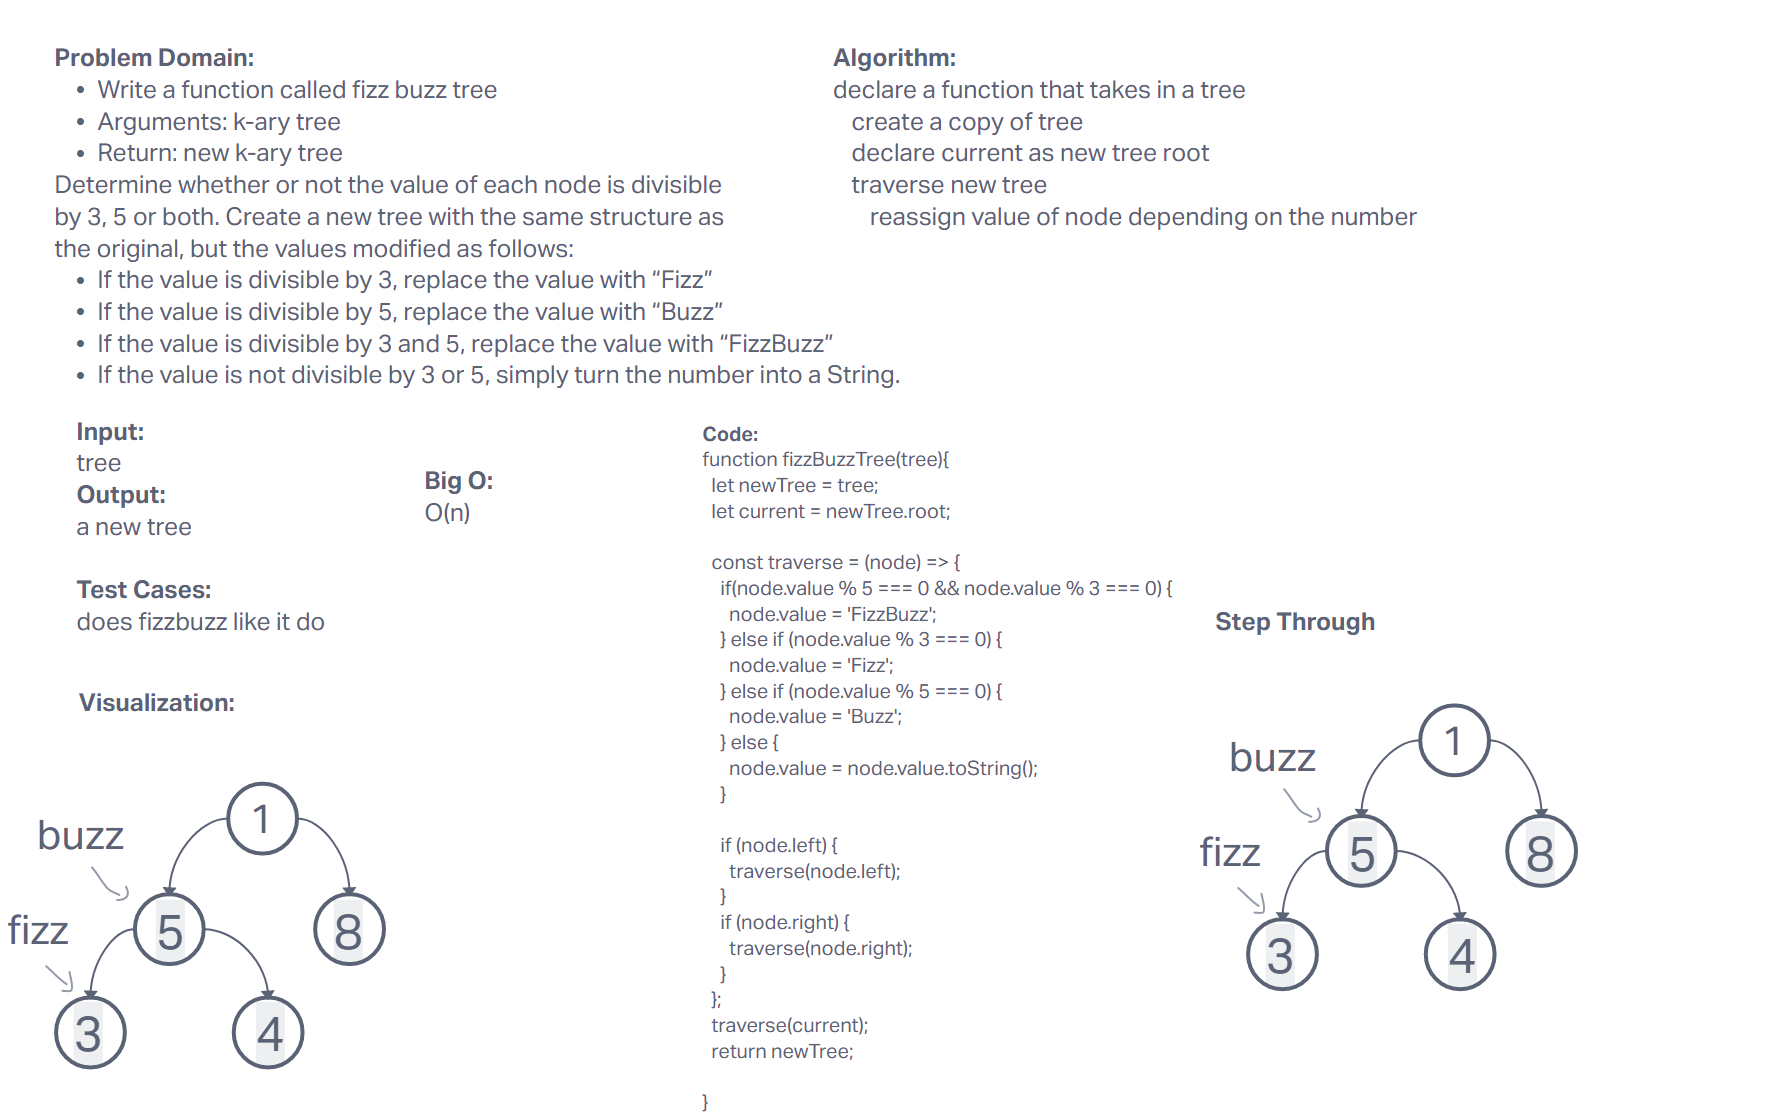 Problem Domain:
• Write a function called fizz buzz tree
• Arguments: k-ary tree
• Return: new k-ary tree
Determine whether or not the value of each node is divisible
by 3, 5 or both. Create a new tree with the same structure as
the original, but the values modified as follows:
• If the value is divisible by 3, replace the value with “Fizz”
• If the value is divisible by 5, replace the value with “Buzz”
• If the value is divisible by 3 and 5, replace the value with “FizzBuzz”
• If the value is not divisible by 3 or 5, simply turn the number into a String.
Algorithm:
declare a function that takes in a tree
create a copy of tree
declare current as new tree root
traverse new tree
reassign value of node depending on the number
Input:
tree
Output:
a new tree
Big O:
O(n)
Test Cases:
does fizzbuzz like it do
Visualization:
1
buzz
5
8
fizz
3
4
Code:
function fizzBuzzTree(tree){
let newTree = tree;
let current = newTree.root;
const traverse = (node) => {
if(node.value % 5 === 0 && node.value % 3 === 0) {
node.value = 'FizzBuzz';
} else if (node.value % 3 === 0) {
node.value = 'Fizz';
} else if (node.value % 5 === 0) {
node.value = 'Buzz';
} else {
node.value = node.value.toString();
}
if (node.left) {
traverse(node.left);
}
if (node.right) {
traverse(node.right);
}
};
traverse(current);
return newTree;
}
Step Through
1
buzz
5
8
fizz
3
4